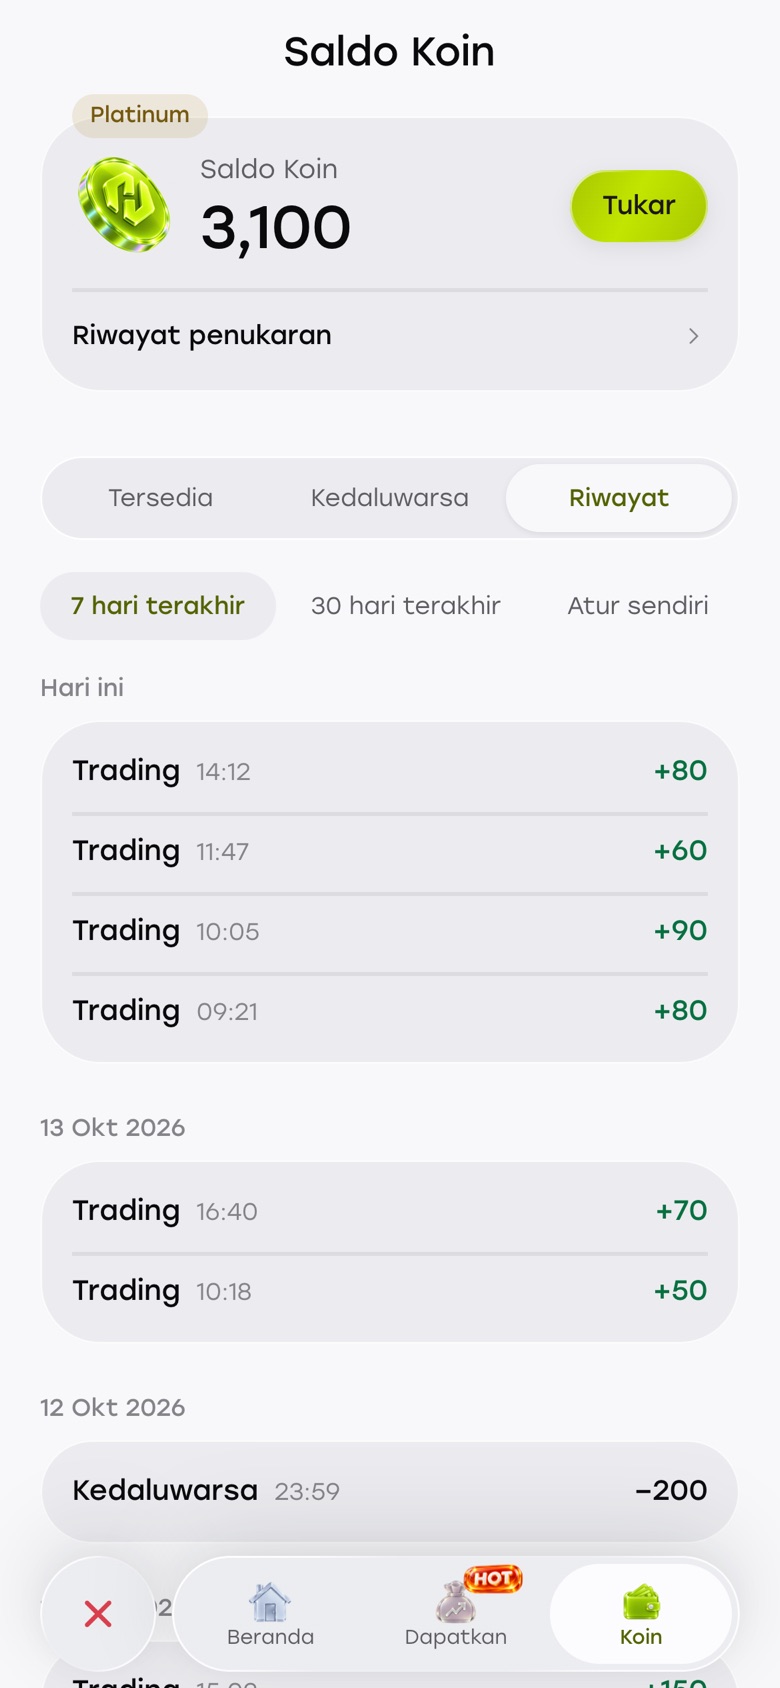 Saldo Koin
Platinum
Saldo Koin
3,100
Tukar
Riwayat penukaran
Tersedia Kedaluwarsa Riwayat
7 hari terakhir 30 hari terakhir Atur sendiri
Hari ini
Trading 14:12 +80
Trading 11:47 +60
Trading 10:05 +90
Trading 09:21 +80
13 Okt 2026
Trading 16:40 +70
Trading 10:18 +50
12 Okt 2026
Kedaluwarsa 23:59 −200
HOT
Beranda Dapatkan Koin
Trading +150